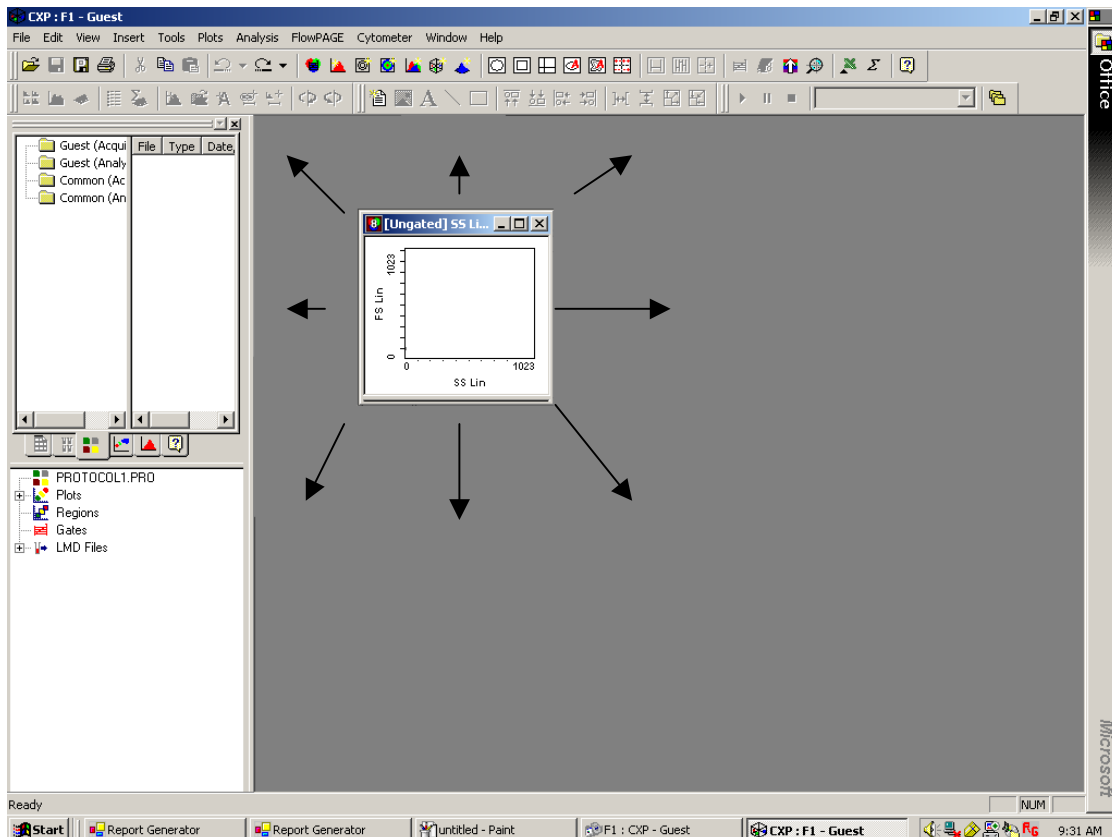 CXP : F1 - Guest
File Edit View Insert Tools Plots Analysis FlowPAGE Cytometer Window Help
Office
Guest (Acqui
Guest (Analy
Common (Ac
Common (An
File Type Date,
[Ungated] SS Li...
FS Lin
0 1023
0 1023
SS Lin
PROTOCOL1.PRO
Plots
Regions
Gates
LMD Files
Microsoft
Ready
NUM
Start Report Generator Report Generator untitled - Paint F1 : CXP - Guest CXP : F1 - Guest RG 9:31 AM